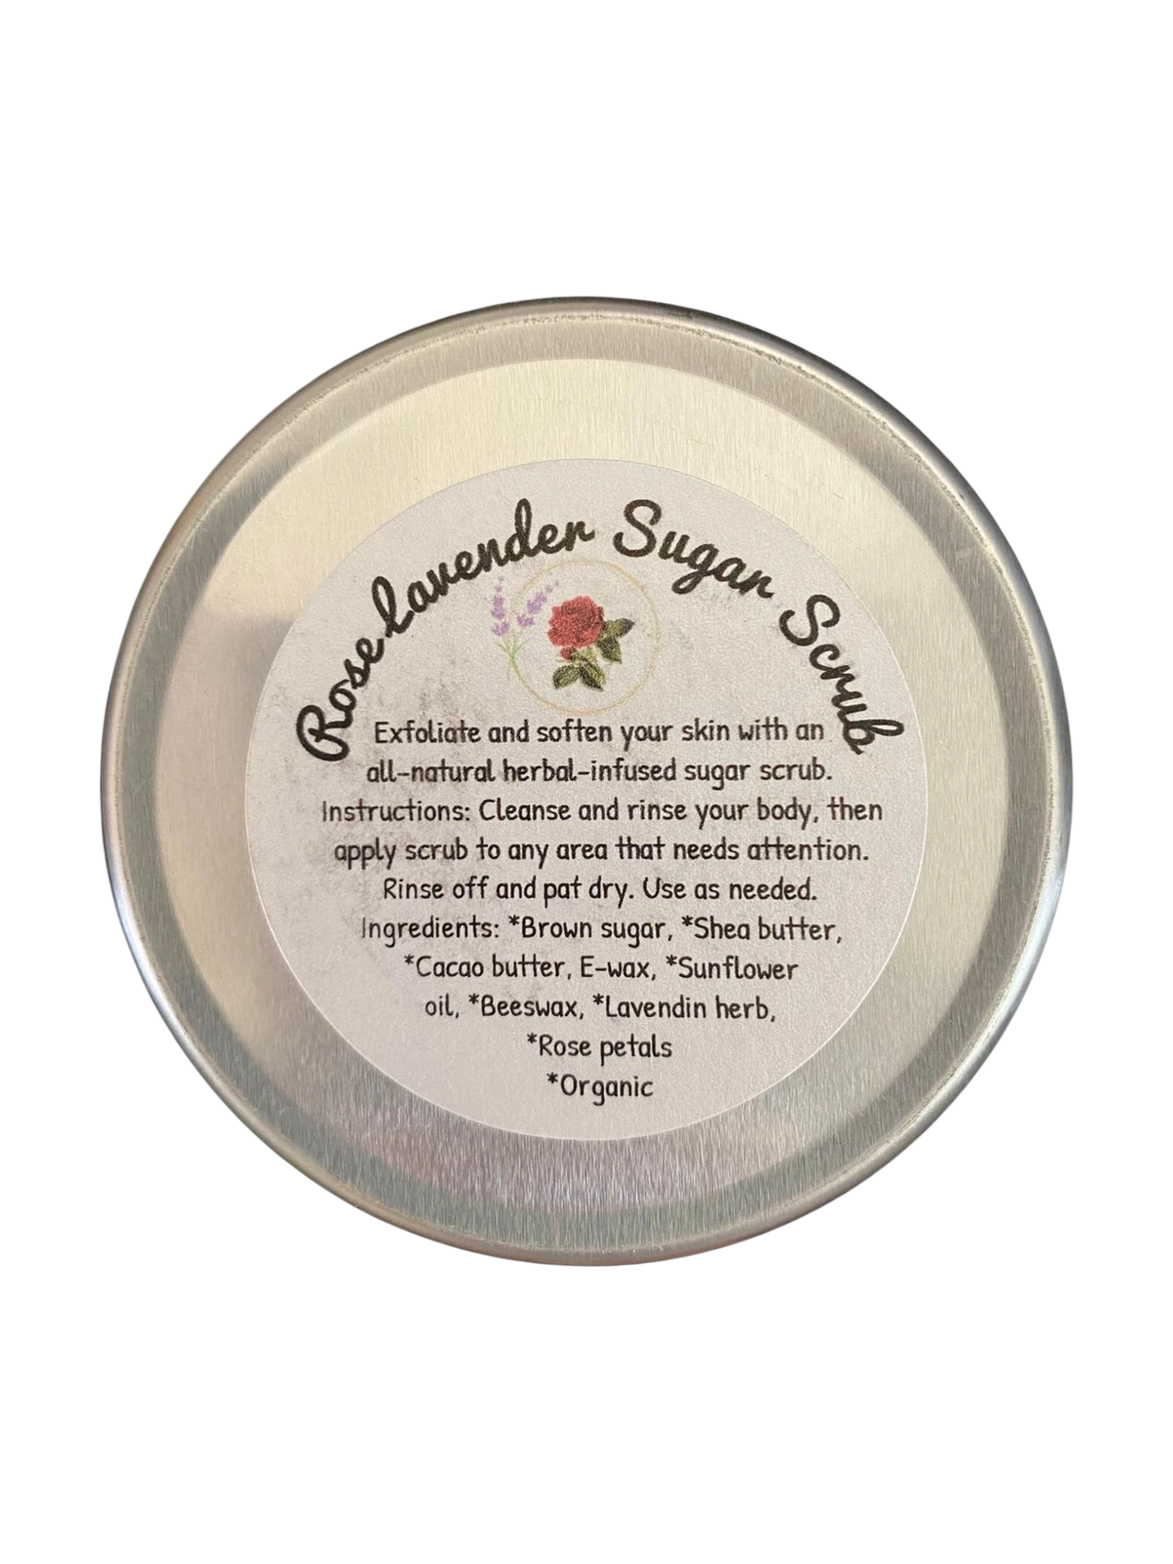 Rose Lavender Sugar Scrub
Exfoliate and soften your skin with an
all-natural herbal-infused sugar scrub.
Instructions: Cleanse and rinse your body, then
apply scrub to any area that needs attention.
Rinse off and pat dry. Use as needed.
Ingredients: *Brown sugar, *Shea butter,
*Cacao butter, E-wax, *Sunflower
oil, *Beeswax, *Lavendin herb,
*Rose petals
*Organic